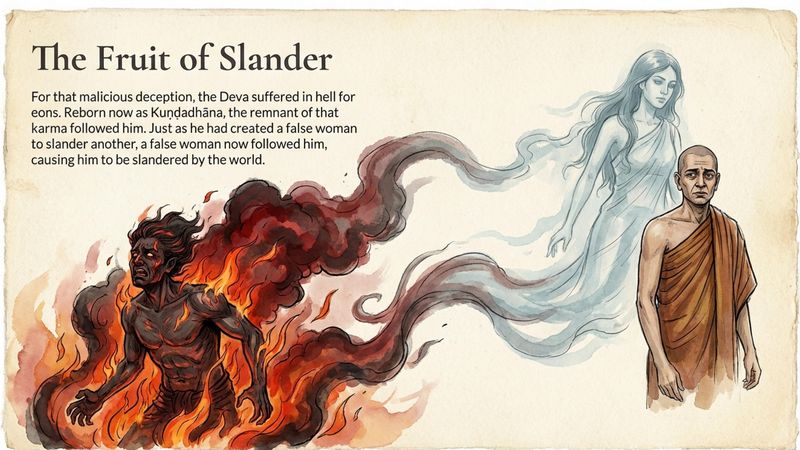 The Fruit of Slander
For that malicious deception, the Deva suffered in hell for
eons. Reborn now as Kuṇḍadhāna, the remnant of that
karma followed him. Just as he had created a false woman
to slander another, a false woman now followed him,
causing him to be slandered by the world.